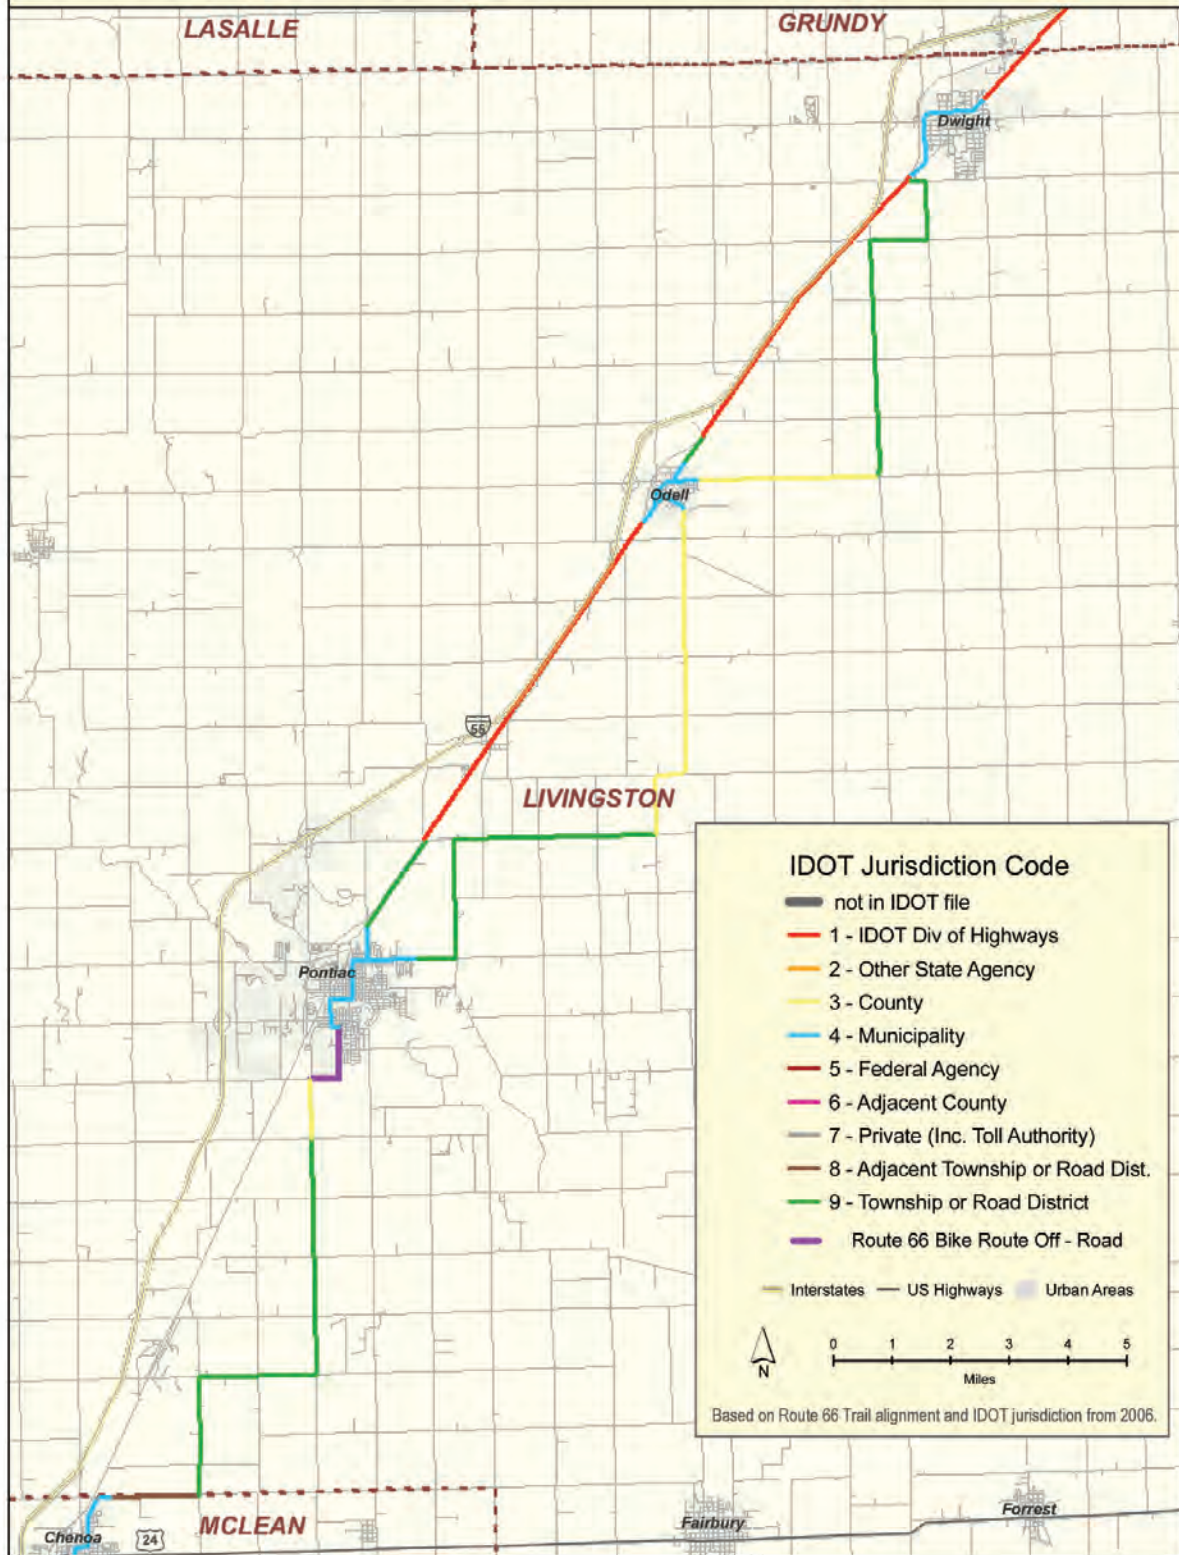 LASALLE
GRUNDY
Dwight
Odell
55
LIVINGSTON
Pontiac
IDOT Jurisdiction Code
not in IDOT file
1 - IDOT Div of Highways
2 - Other State Agency
3 - County
4 - Municipality
5 - Federal Agency
6 - Adjacent County
7 - Private (Inc. Toll Authority)
8 - Adjacent Township or Road Dist.
9 - Township or Road District
Route 66 Bike Route Off - Road
Interstates US Highways Urban Areas
N
0 1 2 3 4 5
Miles
Based on Route 66 Trail alignment and IDOT jurisdiction from 2006.
MCLEAN
Chenoa
24
Fairbury
Forrest